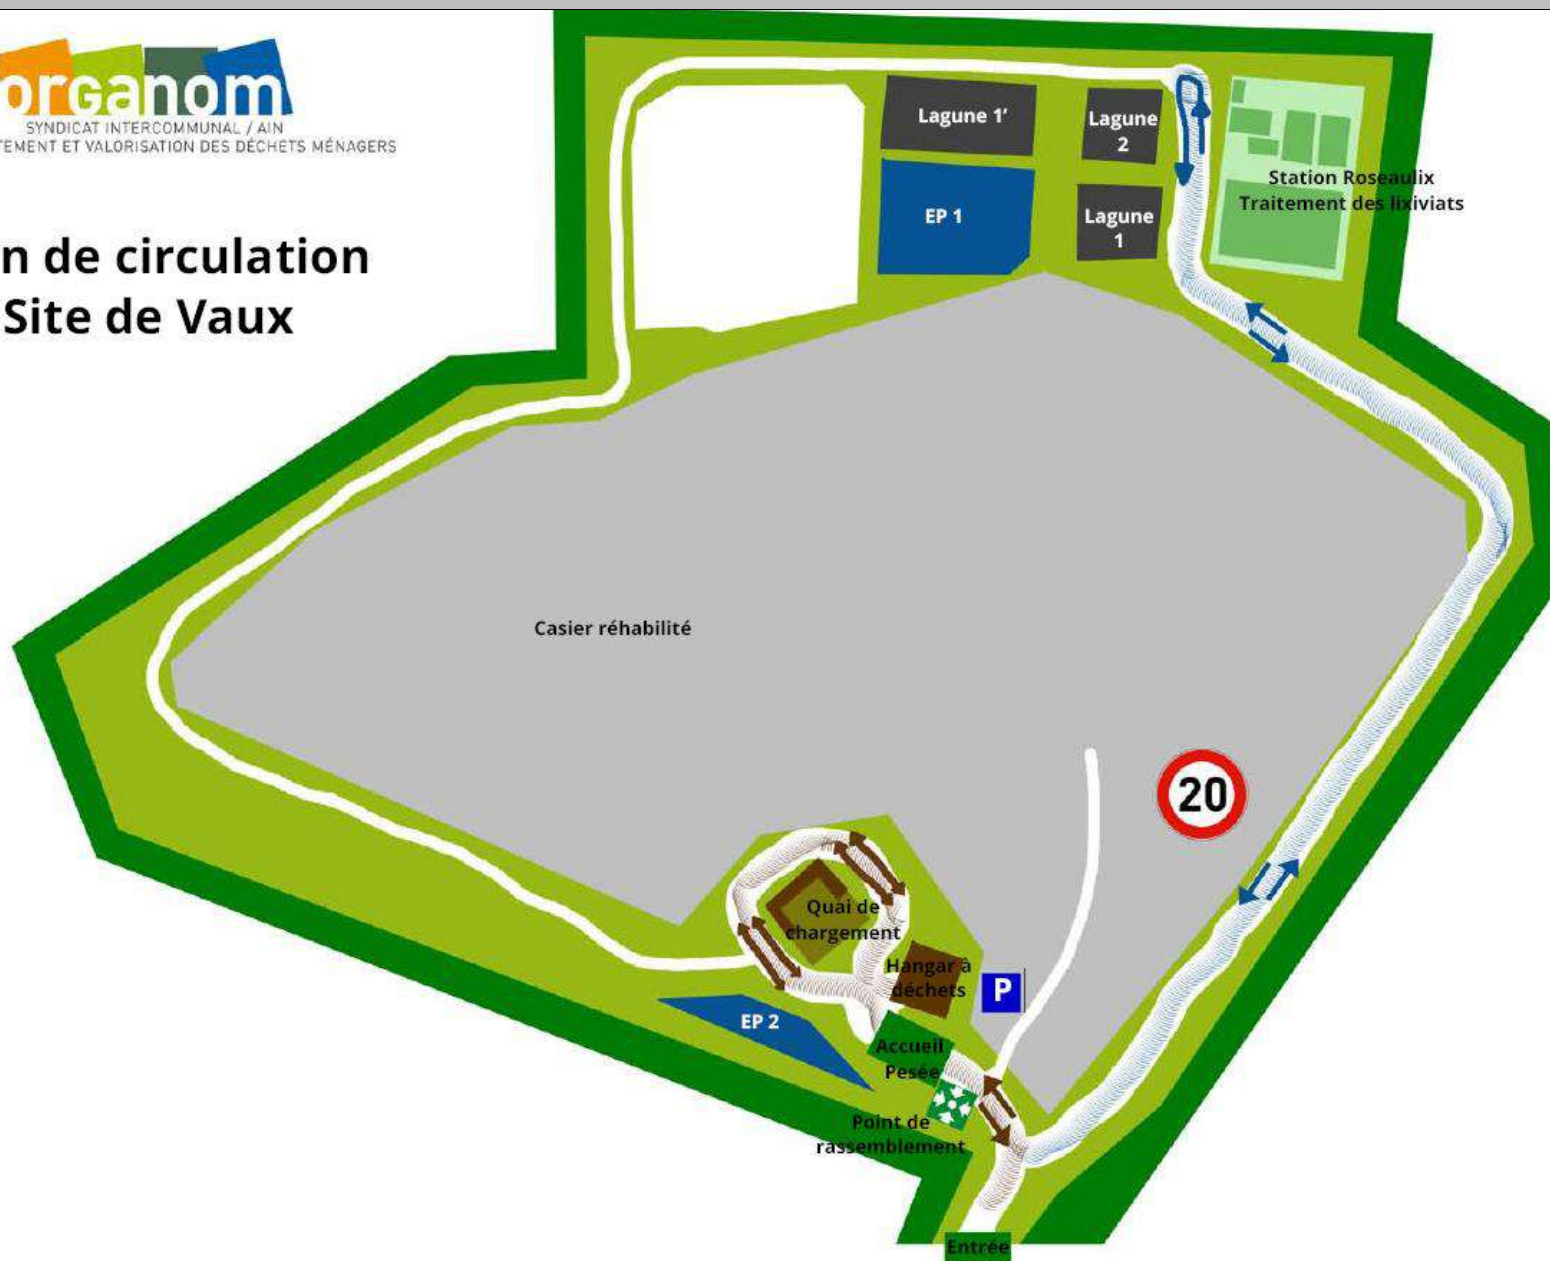 organom
SYNDICAT INTERCOMMUNAL / AIN
TEMENT ET VALORISATION DES DÉCHETS MÉNAGERS
n de circulation
Site de Vaux
Lagune 1'
Lagune
2
EP 1
Lagune
1
Station Roseaulix
Traitement des lixiviats
Casier réhabilité
20
Quai de
chargement
Hangar à
déchets
P
EP 2
Accueil
Pesée
Point de
rassemblement
Entrée